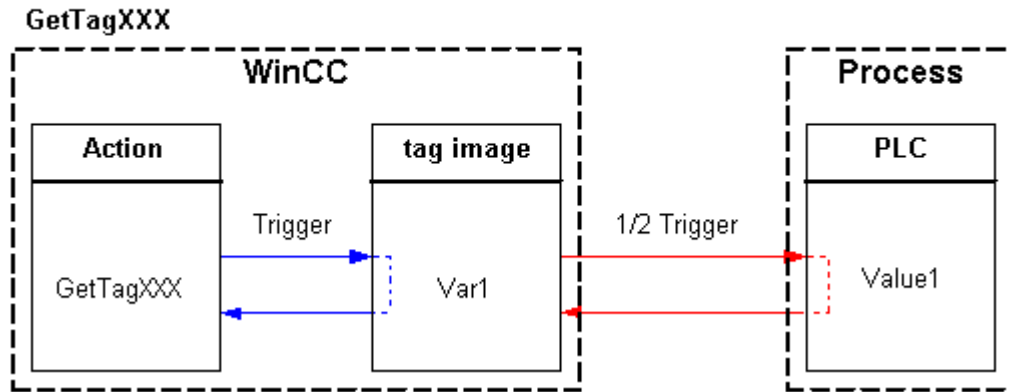 GetTagXXX
WinCC
Process
Action
tag image
PLC
Trigger
1/2 Trigger
GetTagXXX
Var1
Value1